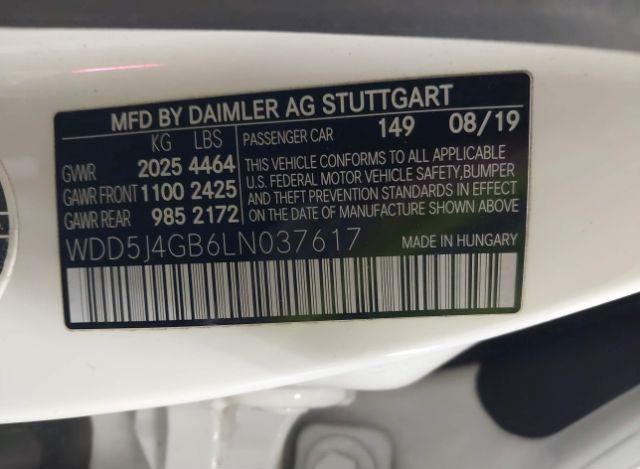 MFD BY DAIMLER AG STUTTGART
KG LBS
GVWR 2025 4464
GAWR FRONT 1100 2425
GAWR REAR 985 2172
PASSENGER CAR 149 08/19
THIS VEHICLE CONFORMS TO ALL APPLICABLE
U.S. FEDERAL MOTOR VEHICLE SAFETY,BUMPER
AND THEFT PREVENTION STANDARDS IN EFFECT
ON DATE OF MANUFACTURE SHOWN ABOVE
WDD5J4GB6LN037617
MADE IN HUNGARY